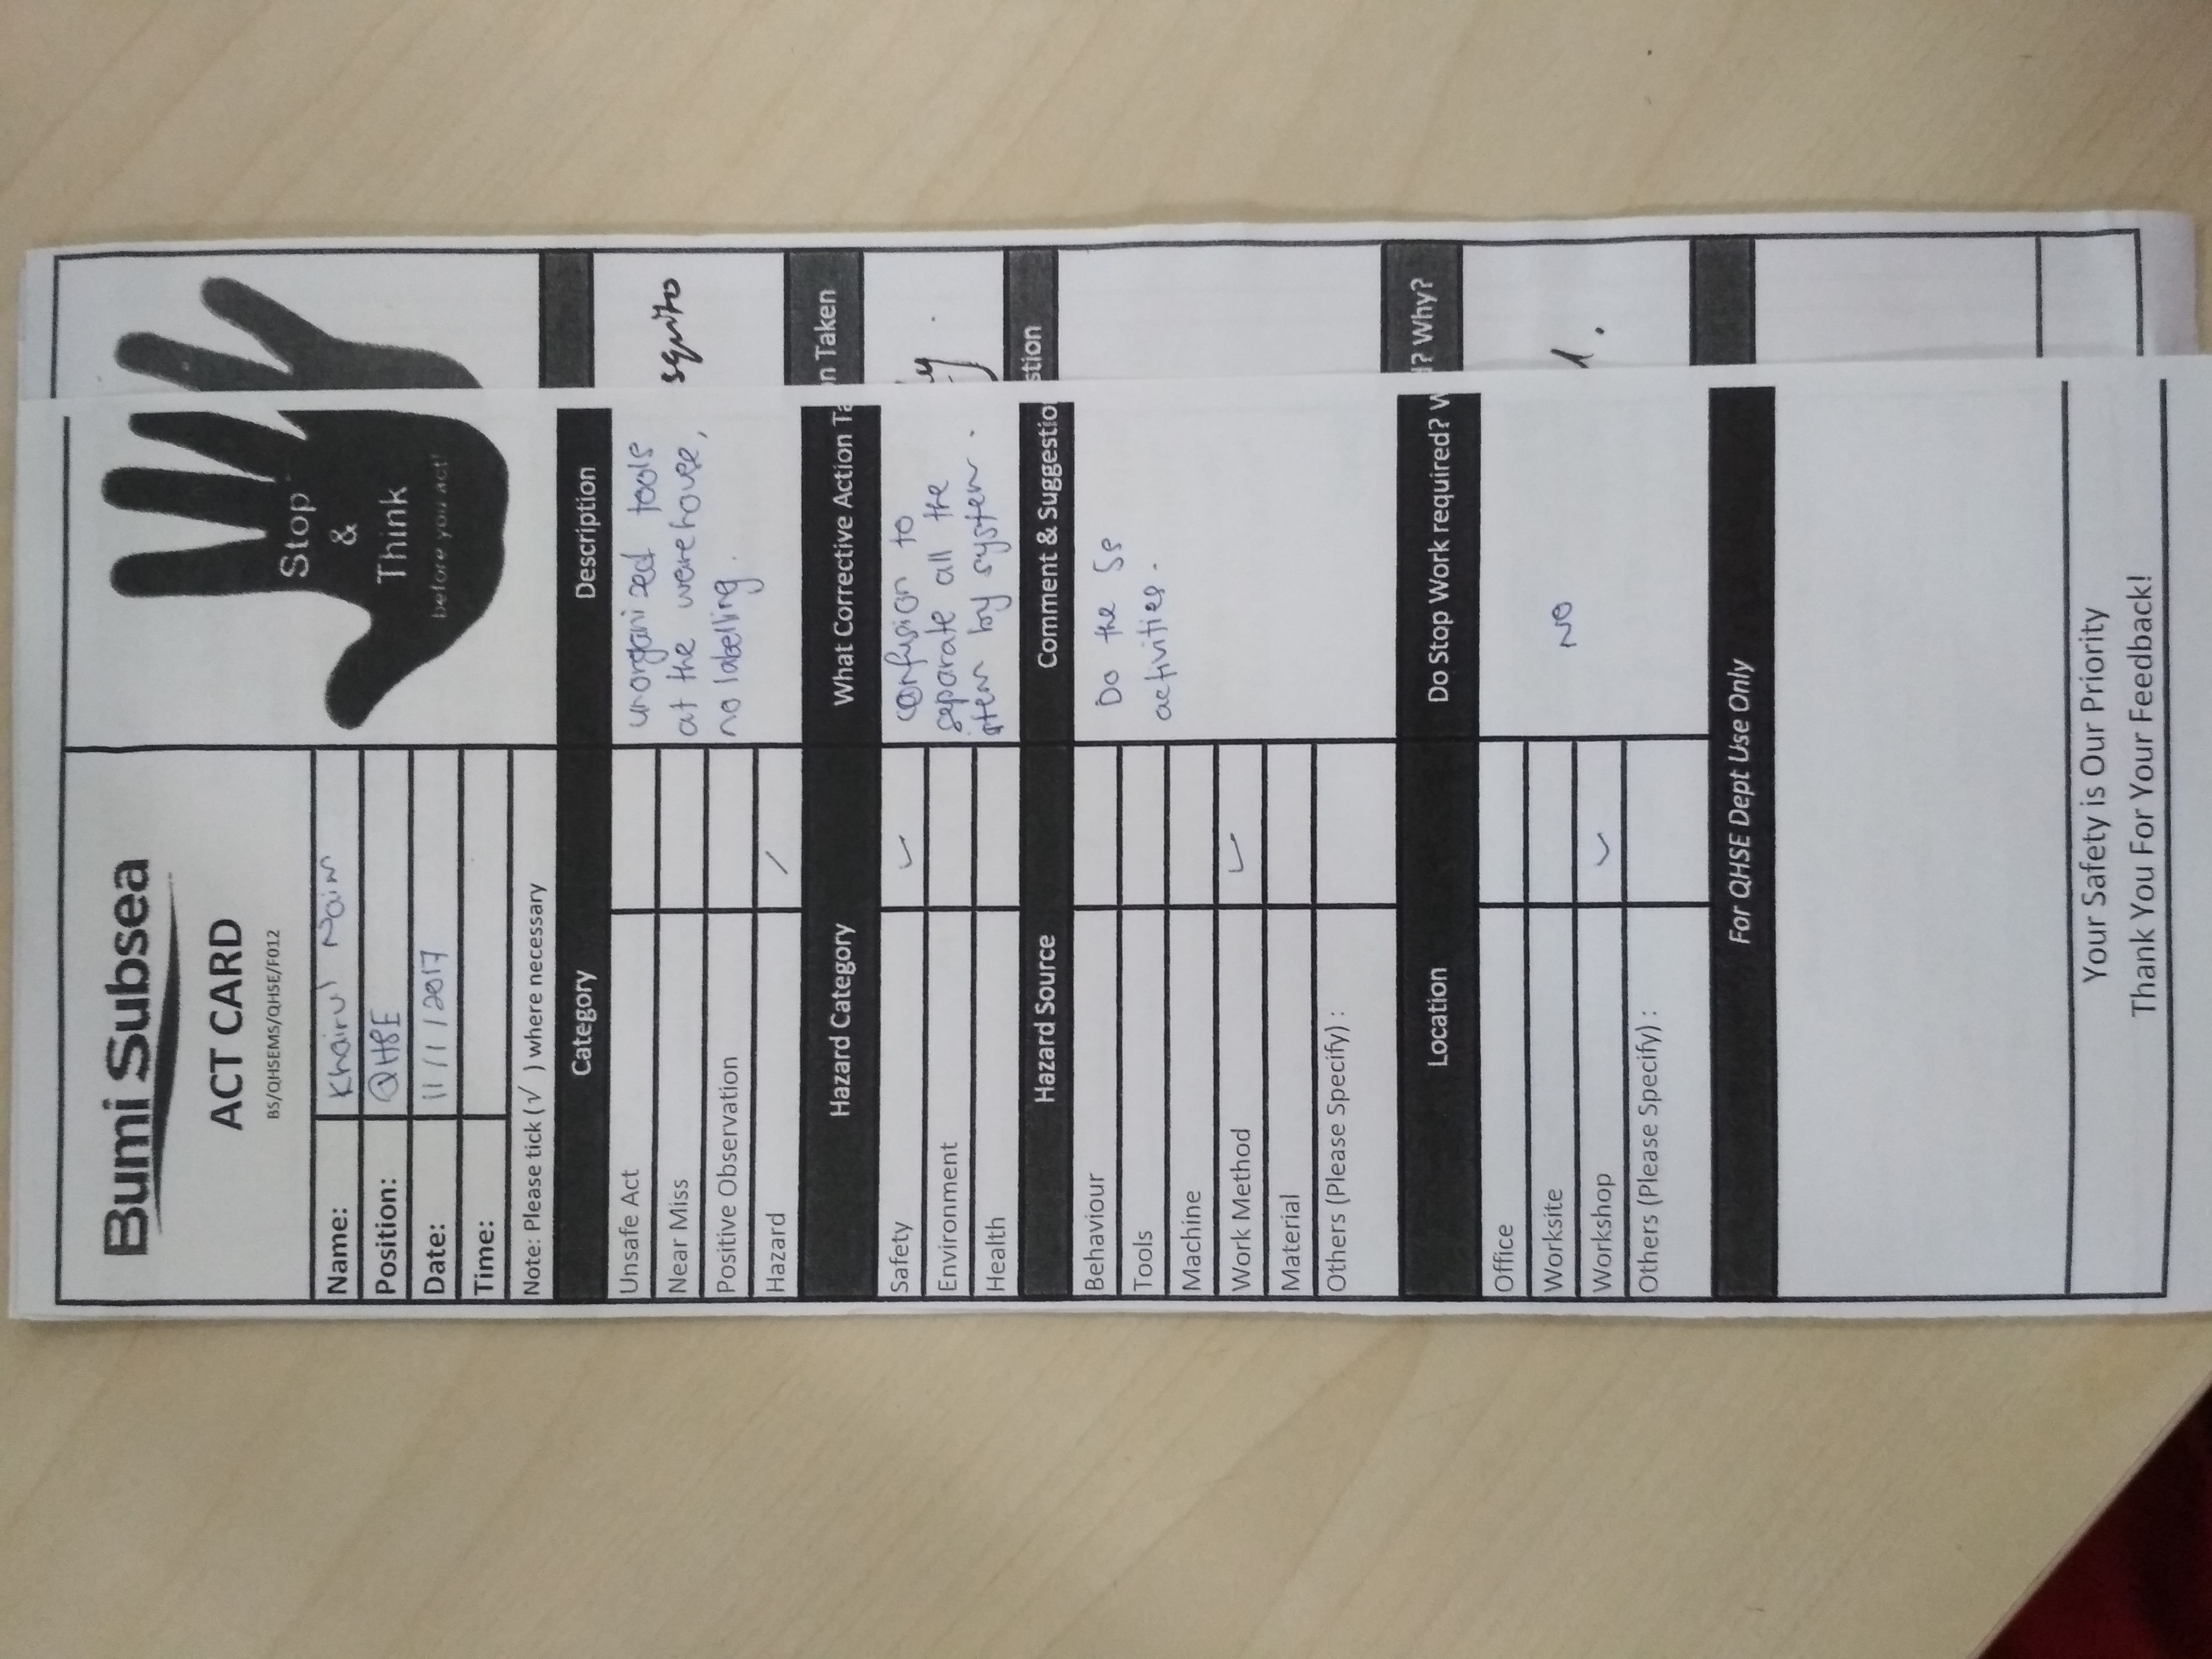 Bumi Subsea
ACT CARD
BS/QHSEMS/QHSE/F012
Stop
&
Think
before you act!
Name: Khairul Naim
Position: QHSE
Date: 11/1/2017
Time:
Note: Please tick (√ ) where necessary
Category
Description
Unsafe Act
Near Miss
Positive Observation
Hazard /
unorganized tools
at the warehouse,
no labelling.
squito
Hazard Category
What Corrective Action Ta
n Taken
Safety ✓
Environment
Health
confusion to
separate all the
item by system.
y
Hazard Source
Comment & Suggestio
stion
Behaviour
Tools
Machine
Work Method ✓
Material
Others (Please Specify) :
Do the 5s
activities.
Location
Do Stop Work required? W
d? Why?
Office
Worksite
Workshop ✓
Others (Please Specify) :
NO
For QHSE Dept Use Only
Your Safety is Our Priority
Thank You For Your Feedback!